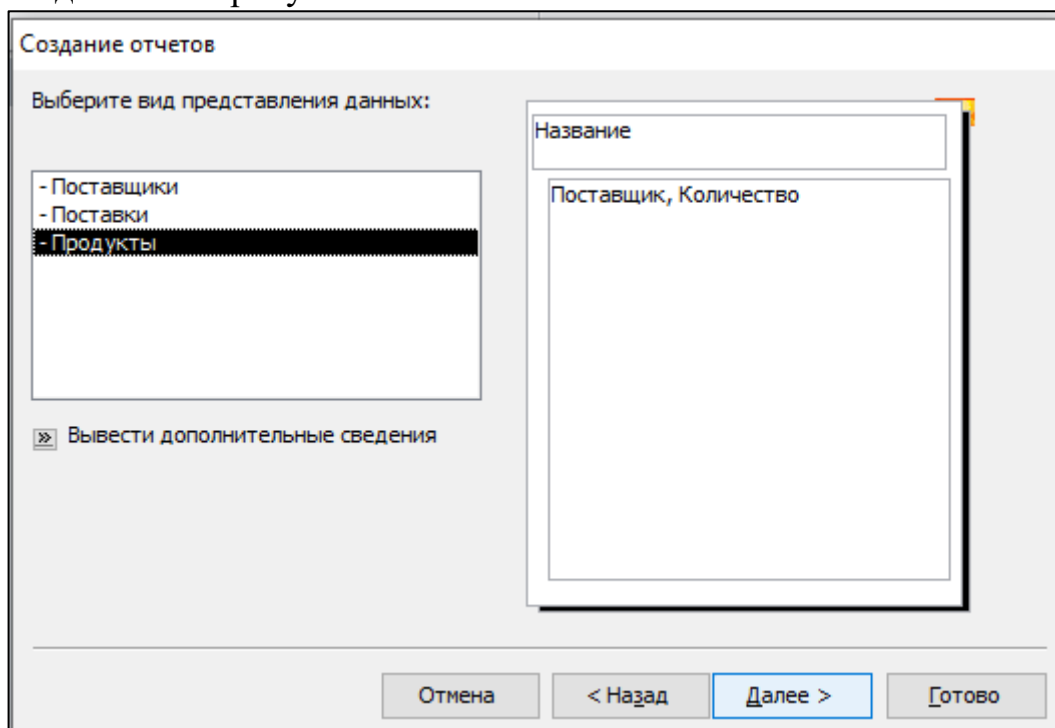 Создание отчетов
Выберите вид представления данных:
- Поставщики
- Поставки
- Продукты
» Вывести дополнительные сведения
Название
Поставщик, Количество
Отмена
< Назад
Далее >
Готово